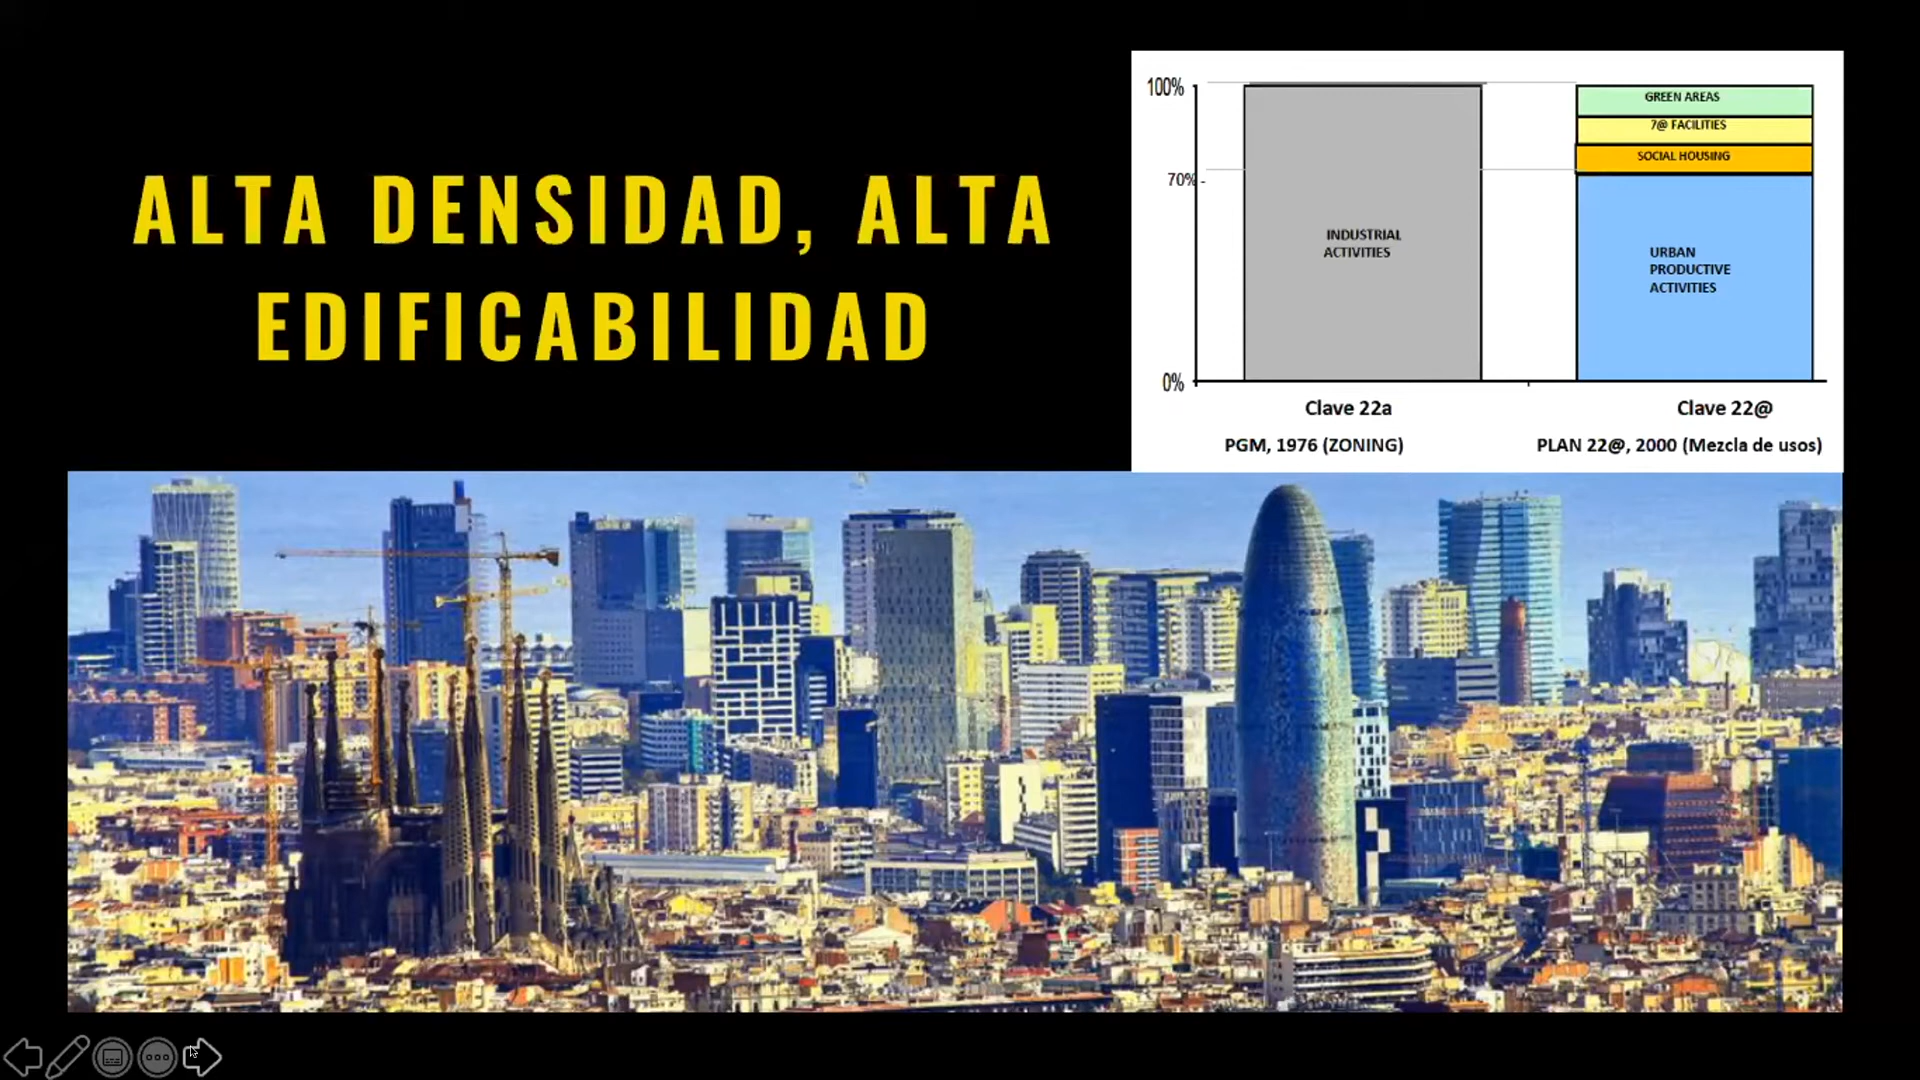 ALTA DENSIDAD, ALTA
EDIFICABILIDAD
100%
70%
0%
INDUSTRIAL
ACTIVITIES
GREEN AREAS
7@ FACILITIES
SOCIAL HOUSING
URBAN
PRODUCTIVE
ACTIVITIES
Clave 22a
Clave 22@
PGM, 1976 (ZONING)
PLAN 22@, 2000 (Mezcla de usos)